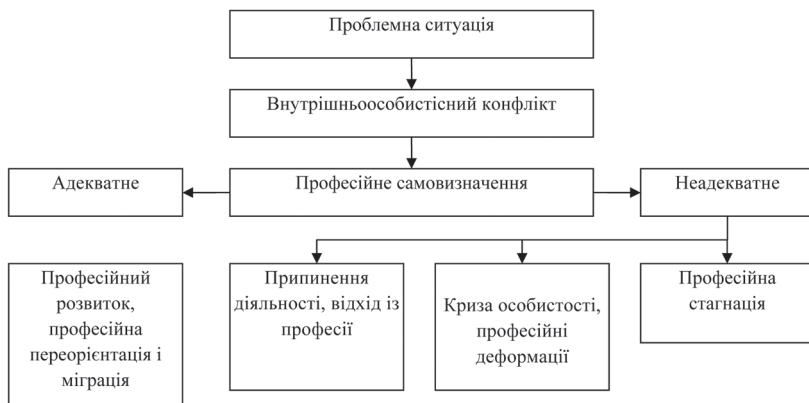 Проблемна ситуація
Внутрішньоособистісний конфлікт
Адекватне
Професійне самовизначення
Неадекватне
Професійний
розвиток,
професійна
переорієнтація і
міграція
Припинення
діяльності, відхід із
професії
Криза особистості,
професійні
деформації
Професійна
стагнація